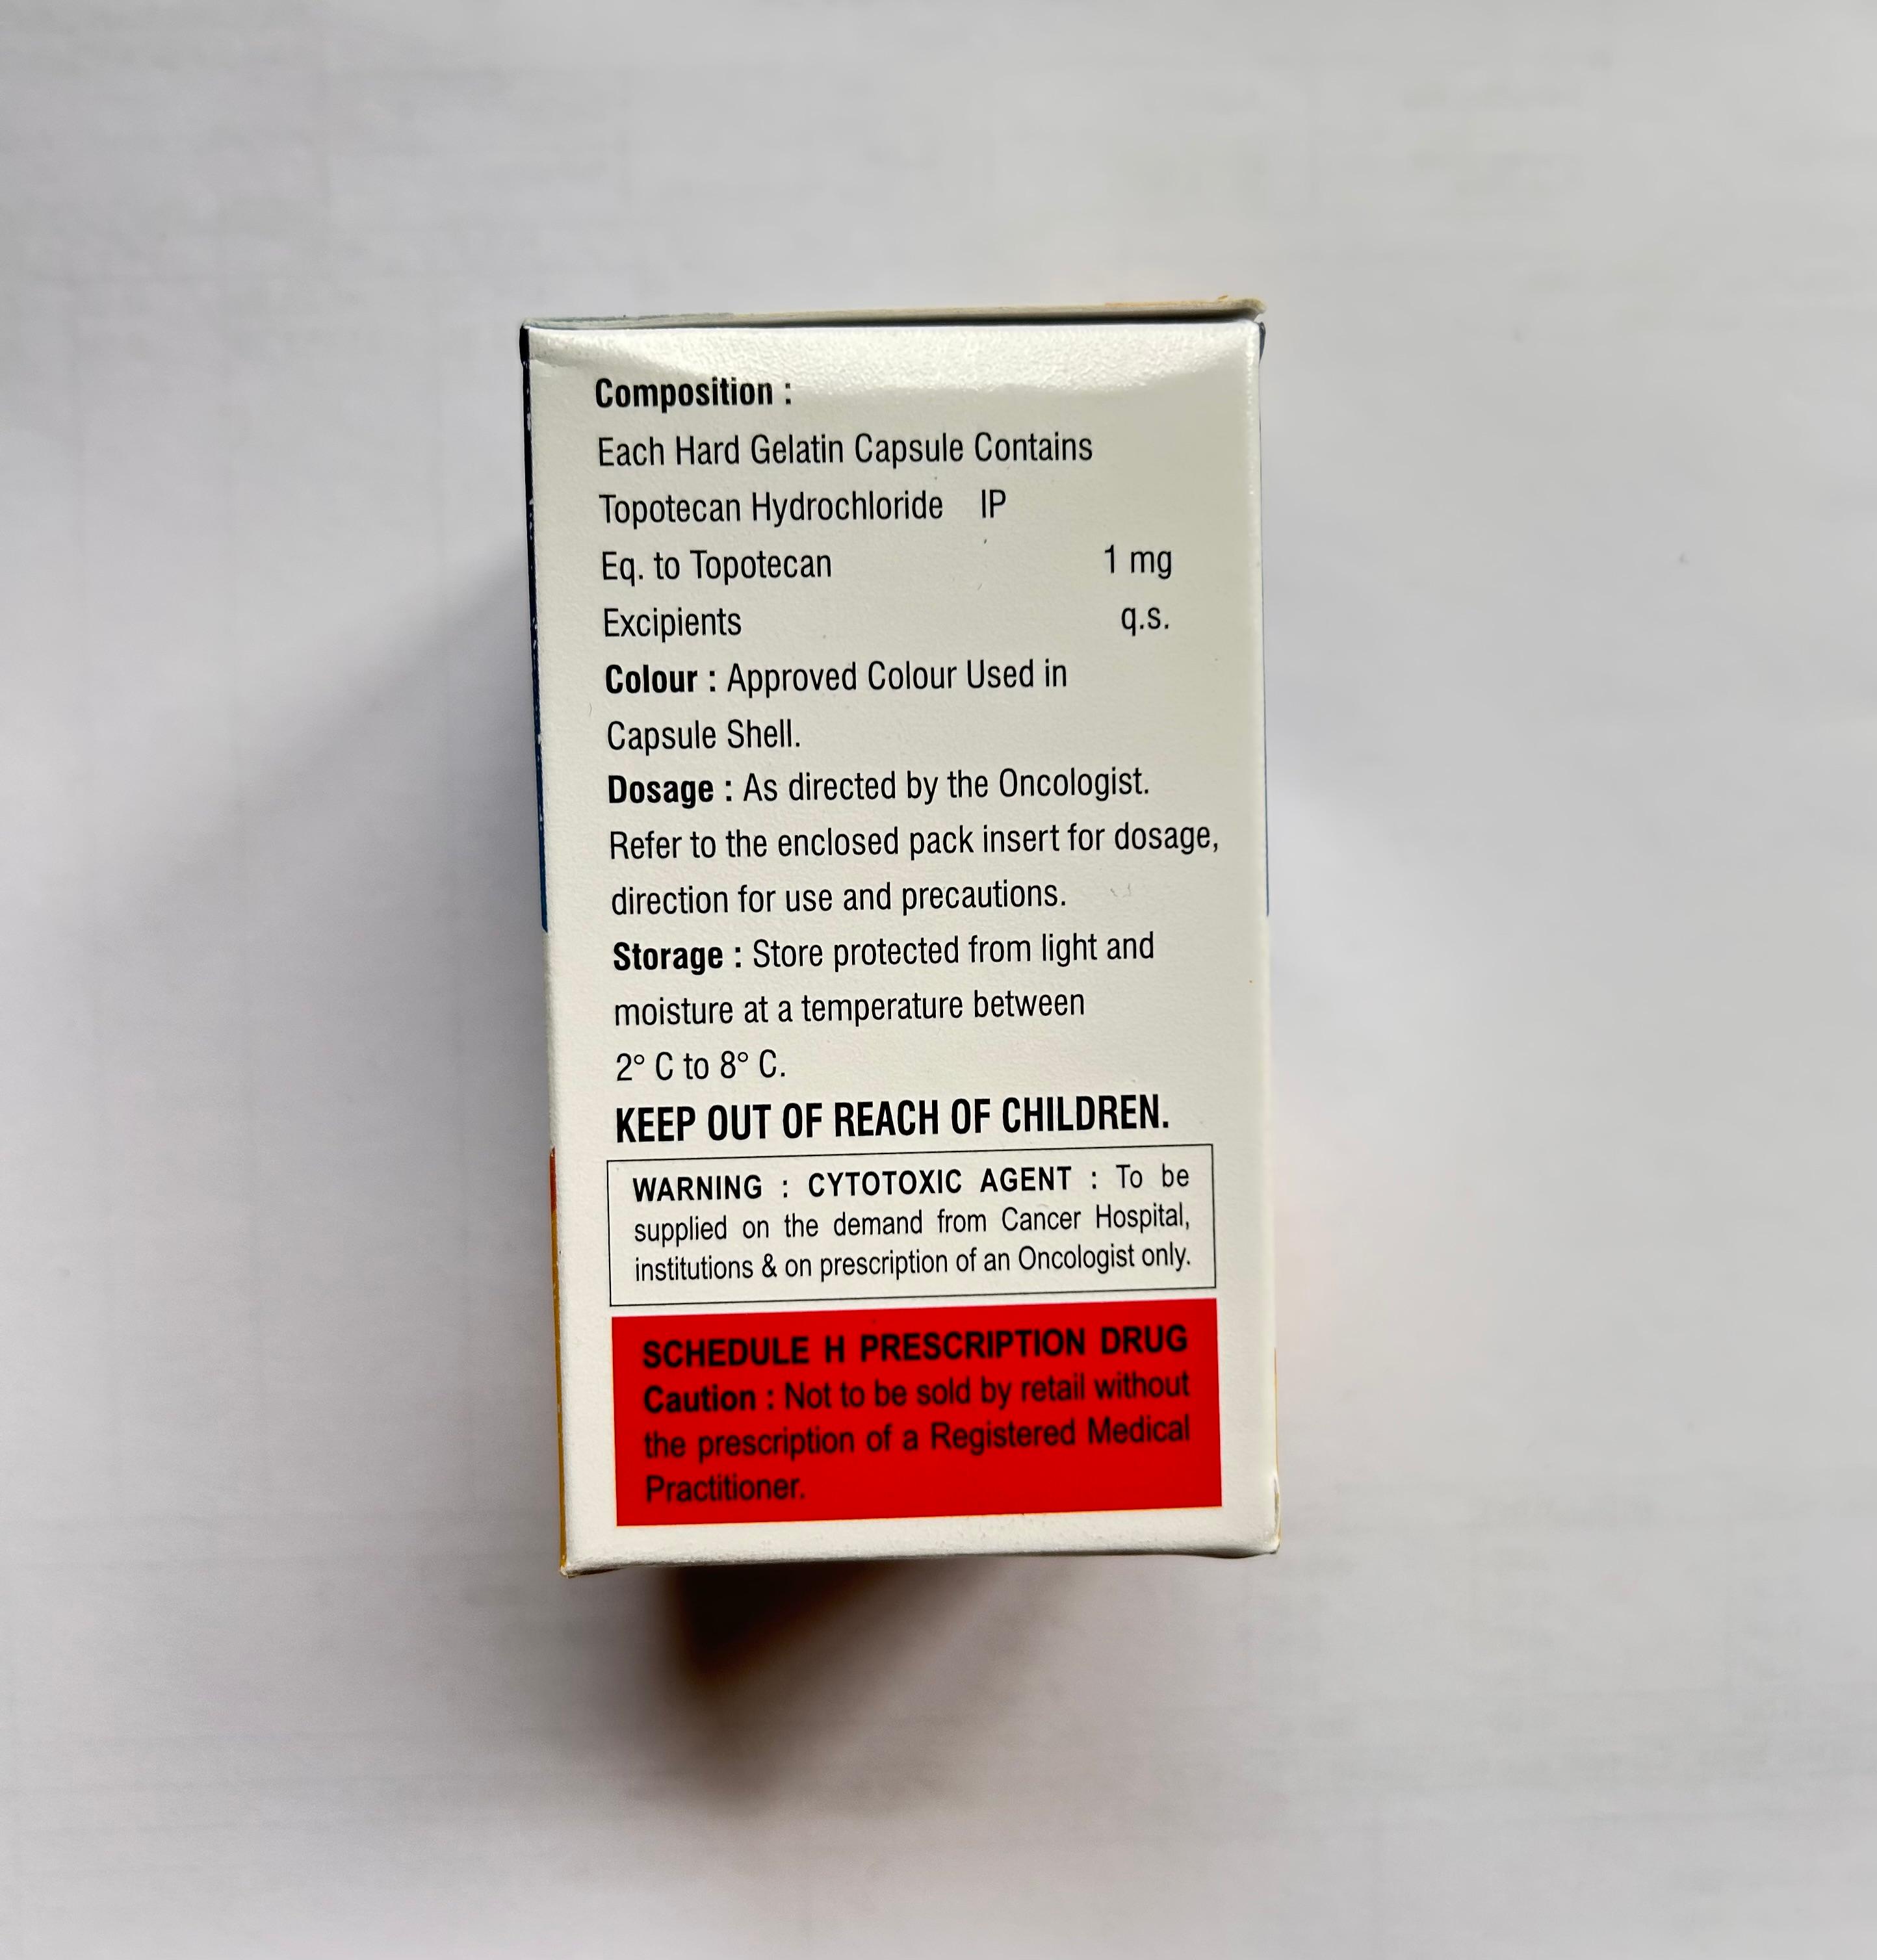 Composition :
Each Hard Gelatin Capsule Contains
Topotecan Hydrochloride IP
Eq. to Topotecan 1 mg
Excipients q.s.
Colour : Approved Colour Used in
Capsule Shell.
Dosage : As directed by the Oncologist.
Refer to the enclosed pack insert for dosage,
direction for use and precautions.
Storage : Store protected from light and
moisture at a temperature between
2° C to 8° C.
KEEP OUT OF REACH OF CHILDREN.
WARNING : CYTOTOXIC AGENT : To be
supplied on the demand from Cancer Hospital,
institutions & on prescription of an Oncologist only.
SCHEDULE H PRESCRIPTION DRUG
Caution : Not to be sold by retail without
the prescription of a Registered Medical
Practitioner.